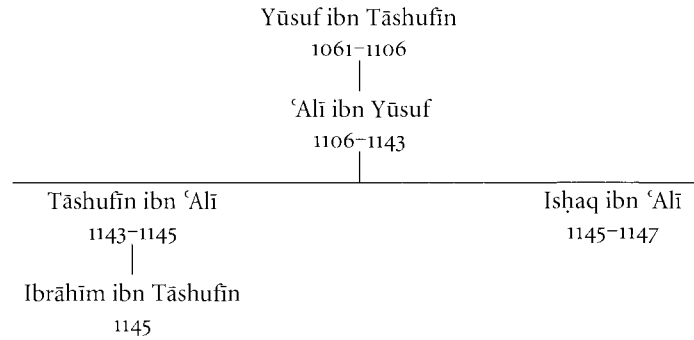 Yūsuf ibn Tāshufīn
1061–1106
ʿAlī ibn Yūsuf
1106–1143
Tāshufīn ibn ʿAlī
1143–1145
Isḥaq ibn ʿAlī
1145–1147
Ibrāhīm ibn Tāshufīn
1145